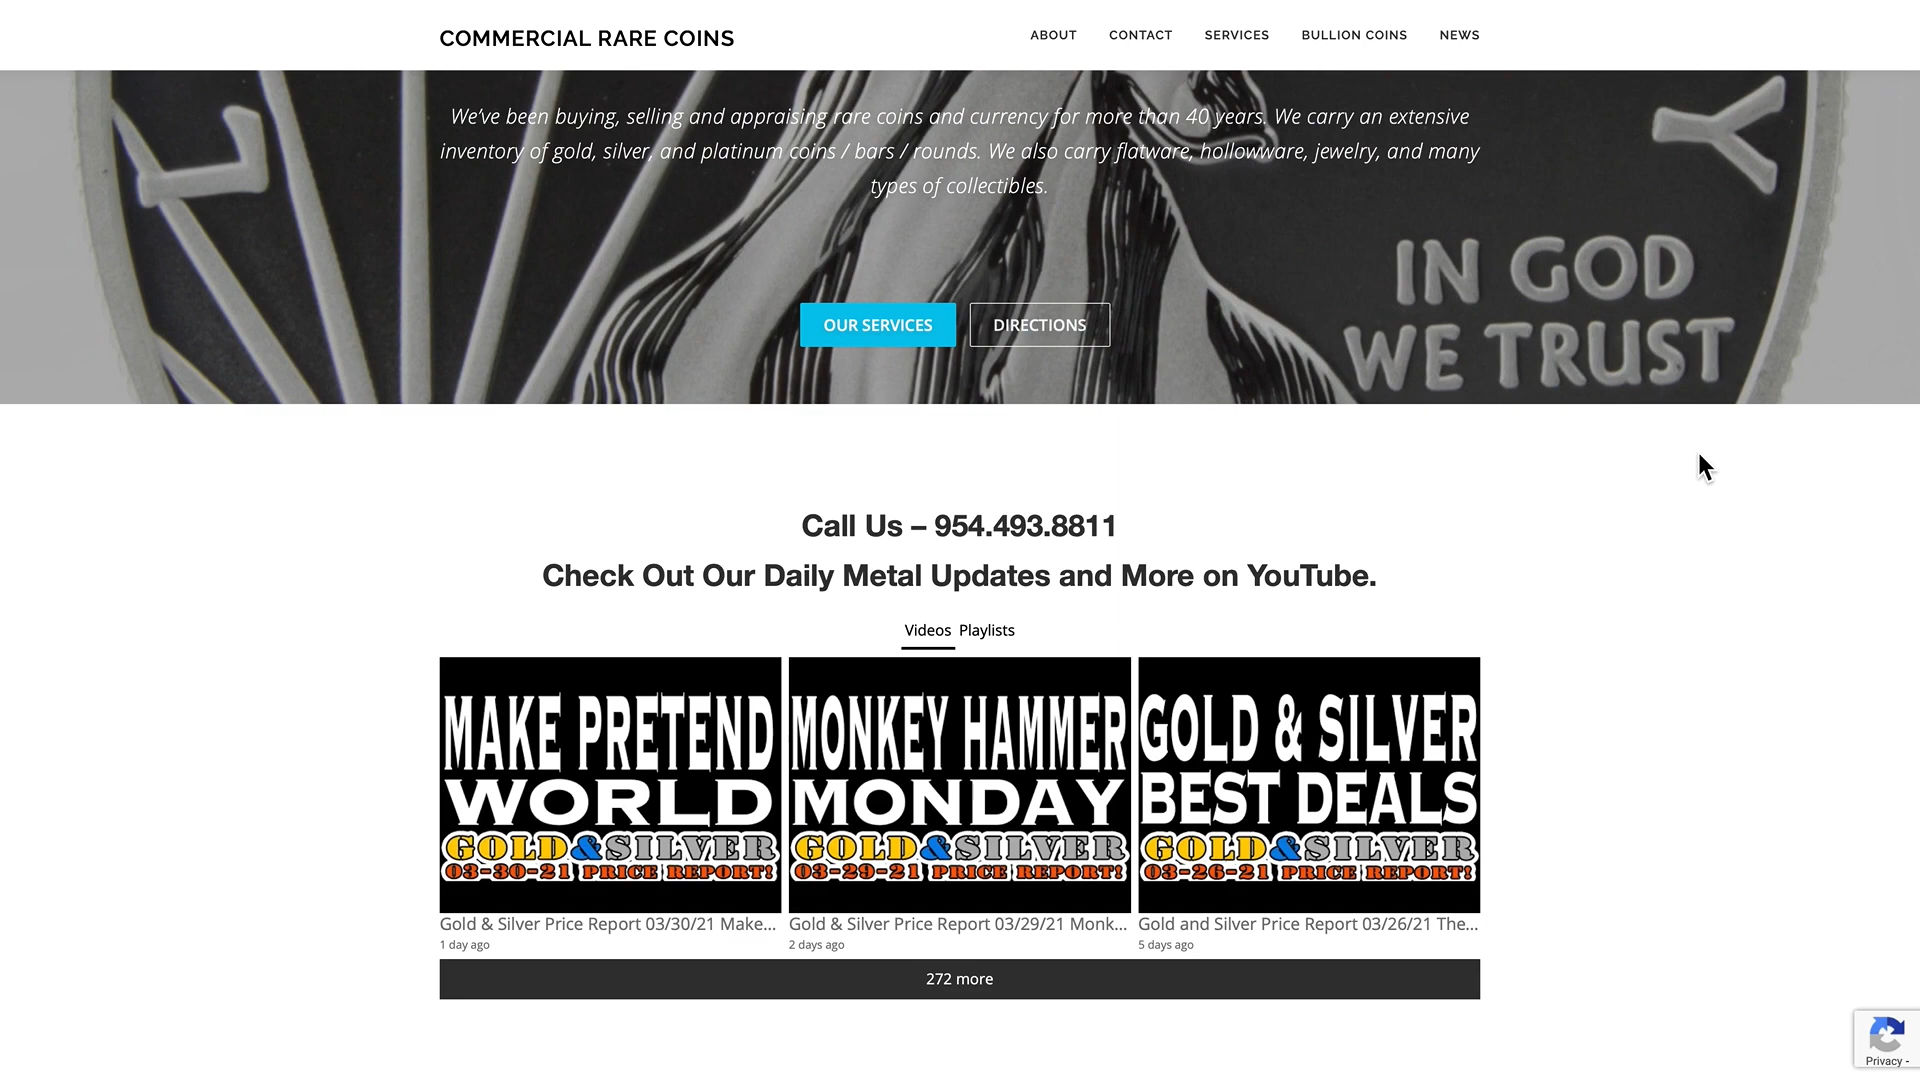 COMMERCIAL RARE COINS
ABOUT CONTACT SERVICES BULLION COINS NEWS
We've been buying, selling and appraising rare coins and currency for more than 40 years. We carry an extensive
inventory of gold, silver, and platinum coins / bars / rounds. We also carry flatware, hollowware, jewelry, and many
types of collectibles.
L
Y
IN GOD
WE TRUST
OUR SERVICES DIRECTIONS
Call Us – 954.493.8811
Check Out Our Daily Metal Updates and More on YouTube.
Videos Playlists
MAKE PRETEND
WORLD
GOLD&SILVER
03-30-21 PRICE REPORT!
MONKEY HAMMER
MONDAY
GOLD&SILVER
03-29-21 PRICE REPORT!
GOLD & SILVER
BEST DEALS
GOLD&SILVER
03-26-21 PRICE REPORT!
Gold & Silver Price Report 03/30/21 Make...
1 day ago
Gold & Silver Price Report 03/29/21 Monk...
2 days ago
Gold and Silver Price Report 03/26/21 The...
5 days ago
272 more
Privacy -